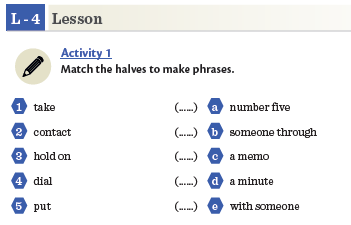 L - 4 Lesson
Activity 1
Match the halves to make phrases.
1 take (......) a number five
2 contact (......) b someone through
3 hold on (......) c a memo
4 dial (......) d a minute
5 put (......) e with someone